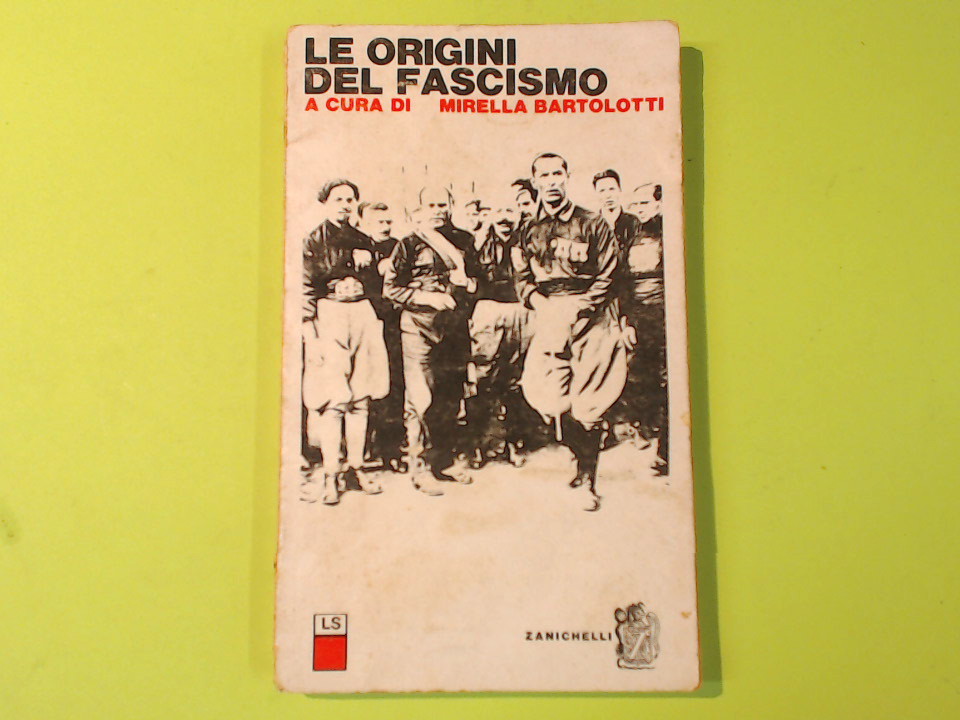 LE ORIGINI
DEL FASCISMO
A CURA DI MIRELLA BARTOLOTTI
LS
ZANICHELLI